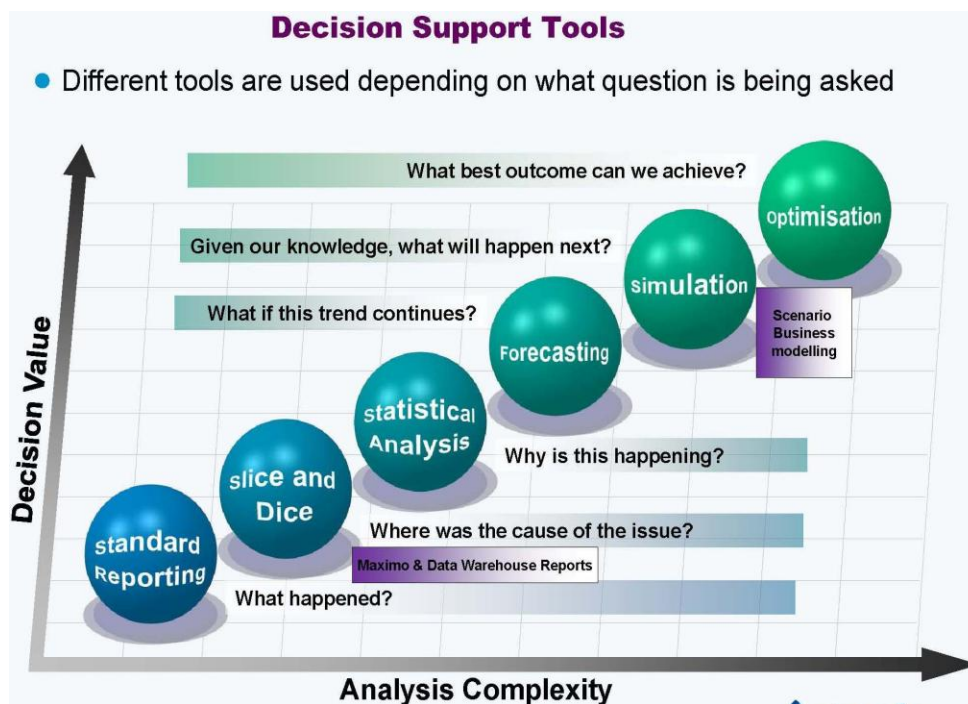 Decision Support Tools
Different tools are used depending on what question is being asked
What best outcome can we achieve?
Optimisation
Given our knowledge, what will happen next?
simulation
What if this trend continues?
Scenario
Business
modelling
Forecasting
statistical
Analysis
Why is this happening?
slice and
Dice
Where was the cause of the issue?
Maximo & Data Warehouse Reports
standard
Reporting
What happened?
Decision Value
Analysis Complexity